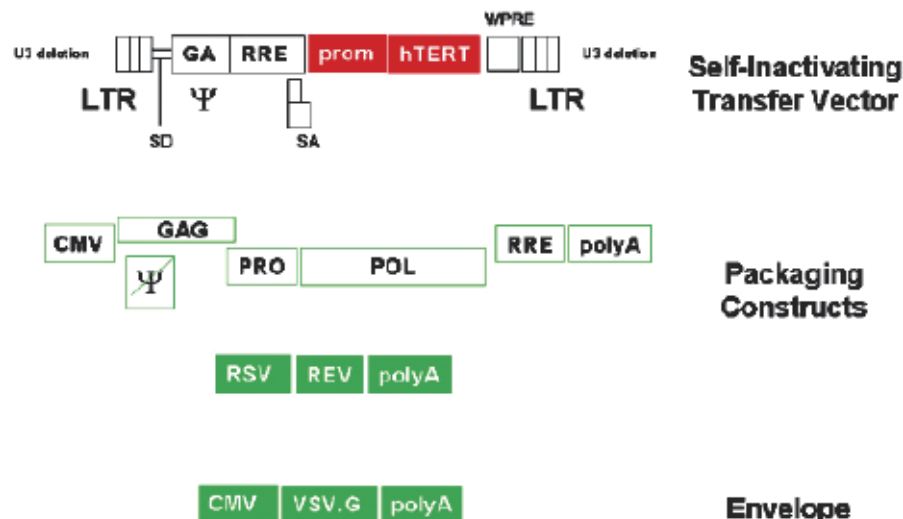 WPRE
U3 deletion
GA RRE prom hTERT
U3 deletion
LTR Ψ LTR
SD SA
Self-Inactivating
Transfer Vector
CMV GAG RRE polyA
Ψ PRO POL
Packaging
Constructs
RSV REV polyA
CMV VSV.G polyA
Envelope